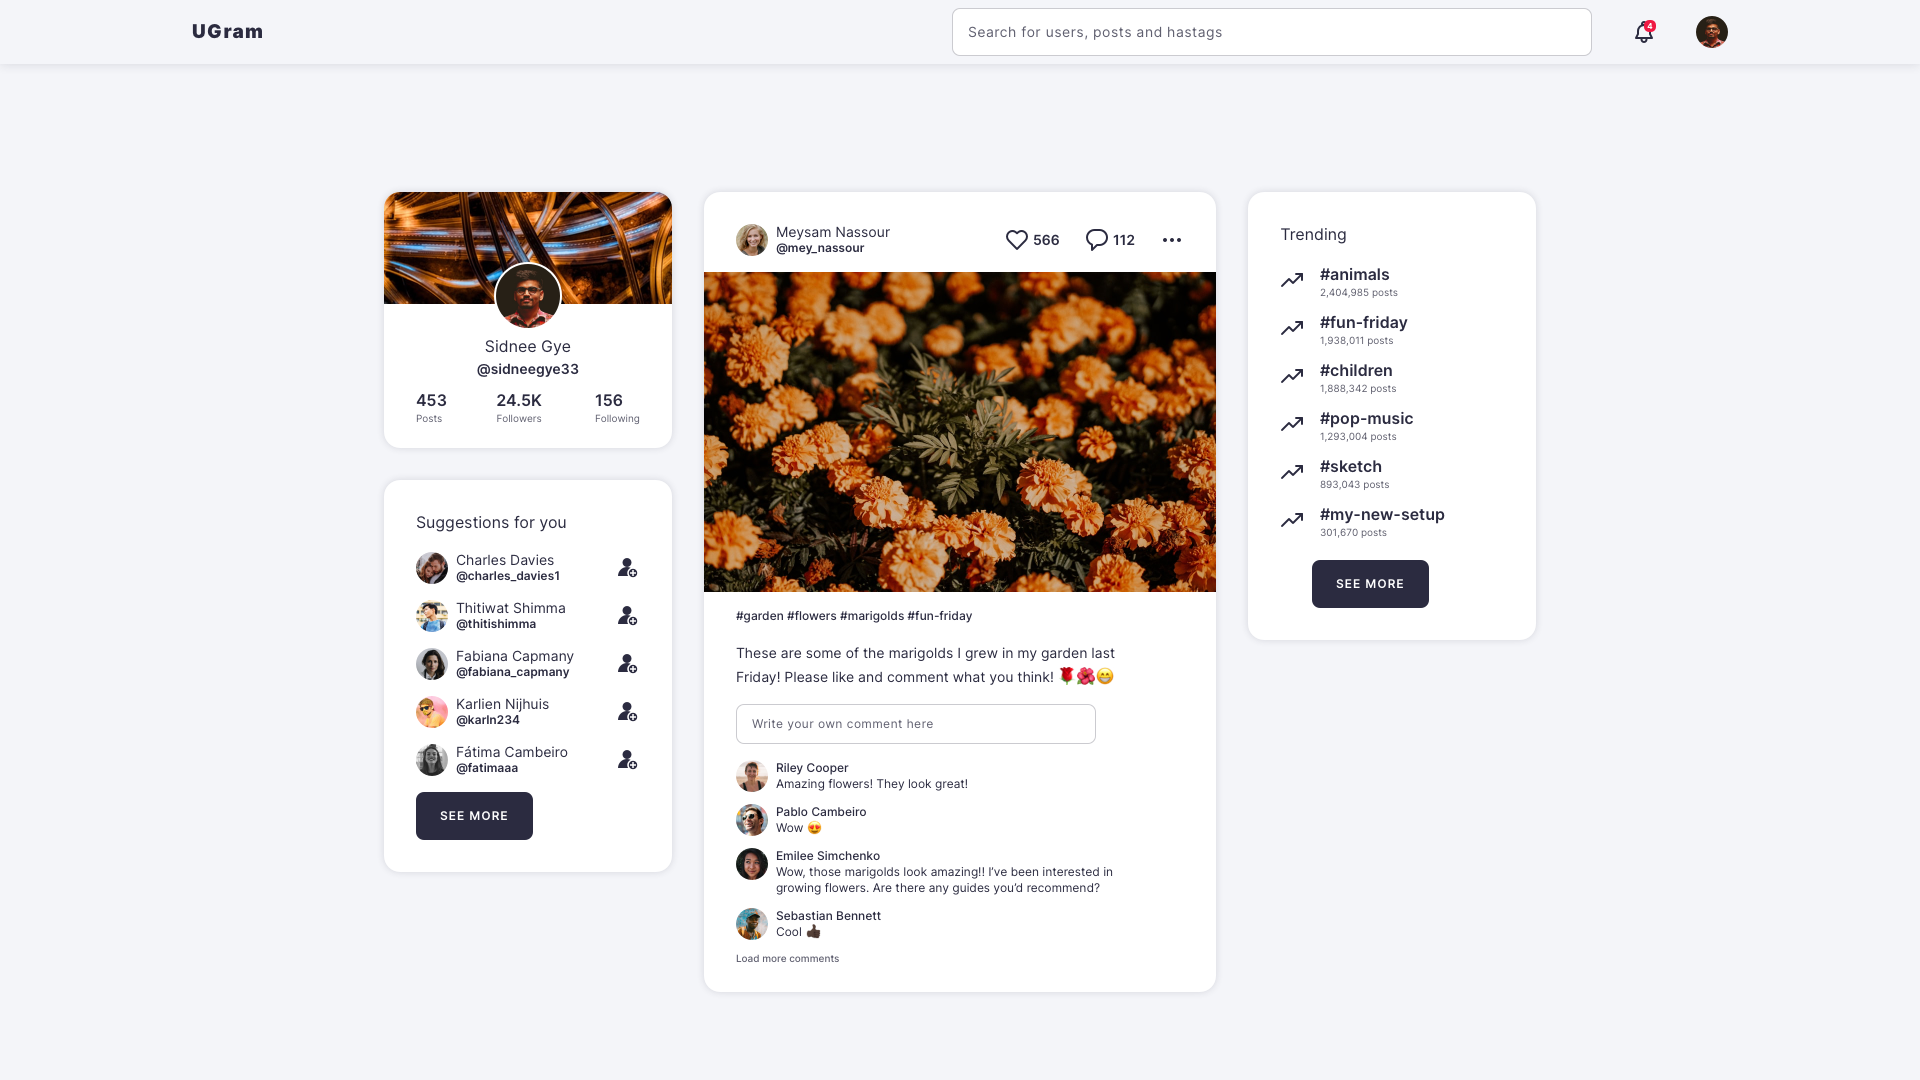 UGram
Search for users, posts and hastags
4
Sidnee Gye
@sidneegye33
453
Posts
24.5K
Followers
156
Following
Suggestions for you
Charles Davies
@charles_davies1
Thitiwat Shimma
@thitishimma
Fabiana Capmany
@fabiana_capmany
Karlien Nijhuis
@karln234
Fátima Cambeiro
@fatimaaa
SEE MORE
Meysam Nassour
@mey_nassour
566
112
#garden #flowers #marigolds #fun-friday
These are some of the marigolds I grew in my garden last
Friday! Please like and comment what you think! 🌹🌺😁
Write your own comment here
Riley Cooper
Amazing flowers! They look great!
Pablo Cambeiro
Wow 😍
Emilee Simchenko
Wow, those marigolds look amazing!! I’ve been interested in
growing flowers. Are there any guides you’d recommend?
Sebastian Bennett
Cool 👍🏿
Load more comments
Trending
#animals
2,404,985 posts
#fun-friday
1,938,011 posts
#children
1,888,342 posts
#pop-music
1,293,004 posts
#sketch
893,043 posts
#my-new-setup
301,670 posts
SEE MORE